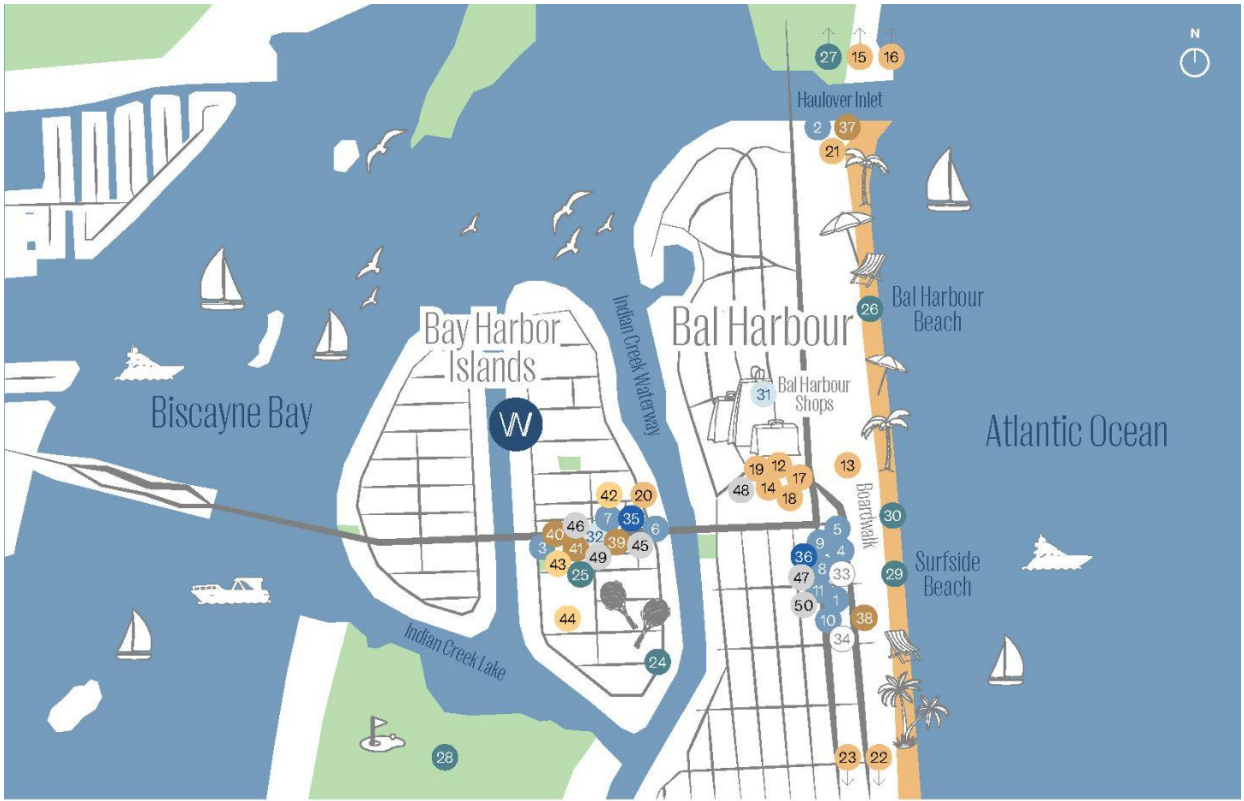 N
27
15
16
Haulover Inlet
2
37
21
Bal Harbour
Beach
26
Bay Harbor
Islands
Indian Creek Waterway
Bal Harbour
31
Bal Harbour
Shops
Biscayne Bay
W
Atlantic Ocean
19
12
17
13
48
14
18
Boardwalk
42
20
30
46
7
35
6
5
40
32
39
45
9
4
3
41
49
36
43
25
8
33
47
29
Surfside
Beach
11
1
50
10
38
44
34
24
Indian Creek Lake
28
23
22